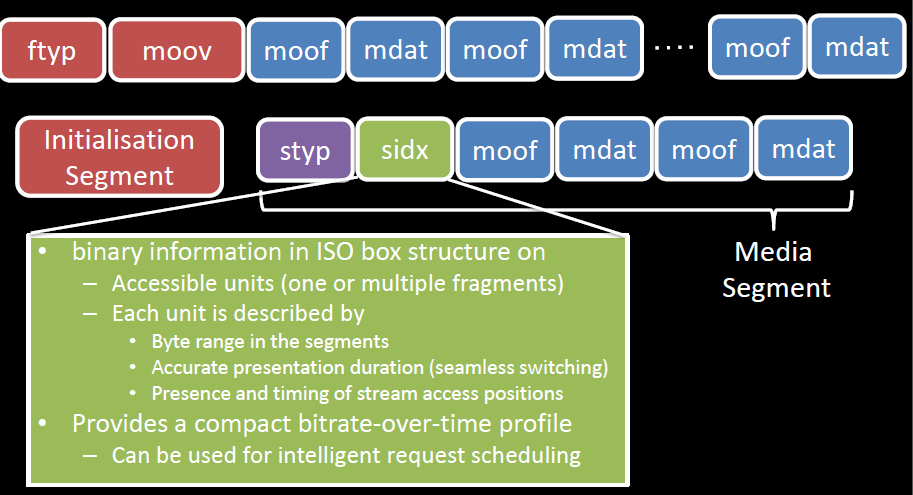 ftyp moov moof mdat moof mdat .... moof mdat
Initialisation
Segment
styp sidx moof mdat moof mdat
• binary information in ISO box structure on
– Accessible units (one or multiple fragments)
– Each unit is described by
• Byte range in the segments
• Accurate presentation duration (seamless switching)
• Presence and timing of stream access positions
• Provides a compact bitrate-over-time profile
– Can be used for intelligent request scheduling
Media
Segment